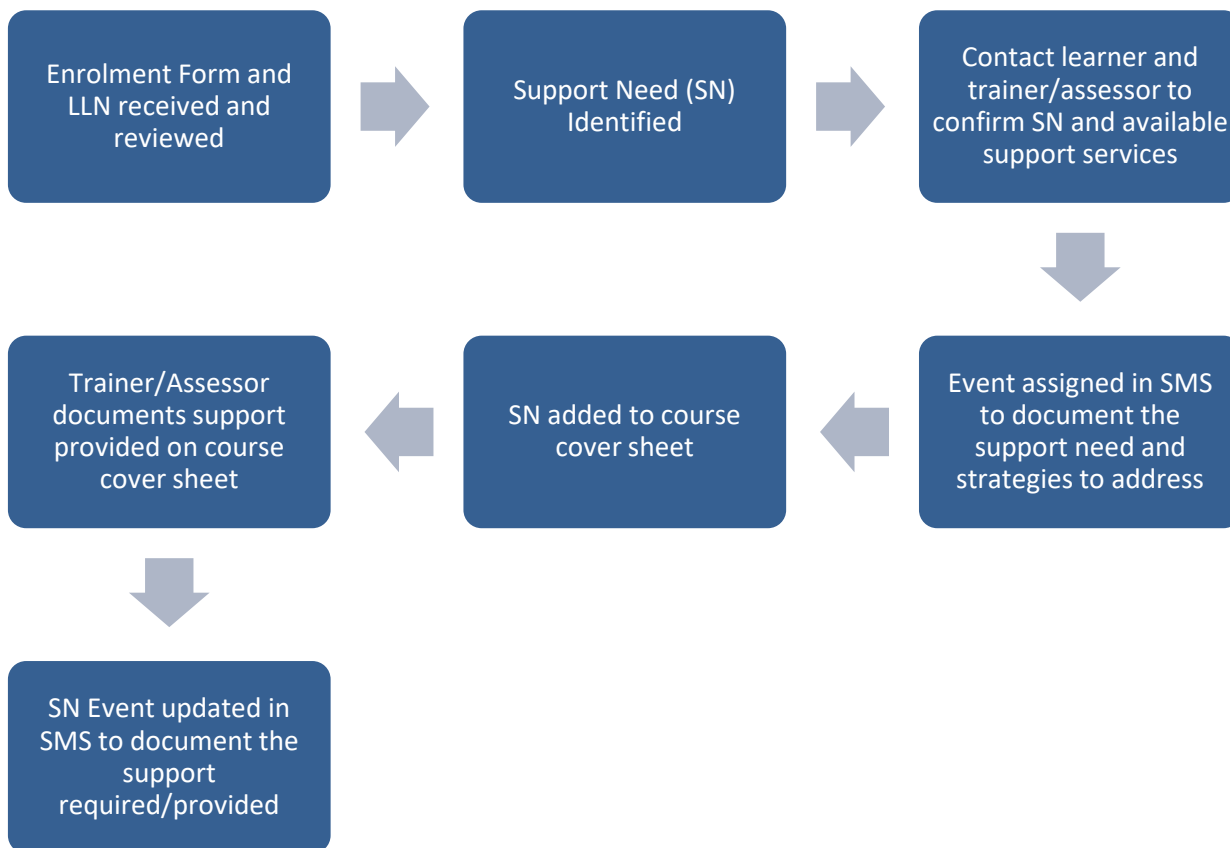 Enrolment Form and
LLN received and
reviewed
Support Need (SN)
Identified
Contact learner and
trainer/assessor to
confirm SN and available
support services
Event assigned in SMS
to document the
support need and
strategies to address
SN added to course
cover sheet
Trainer/Assessor
documents support
provided on course
cover sheet
SN Event updated in
SMS to document the
support
required/provided